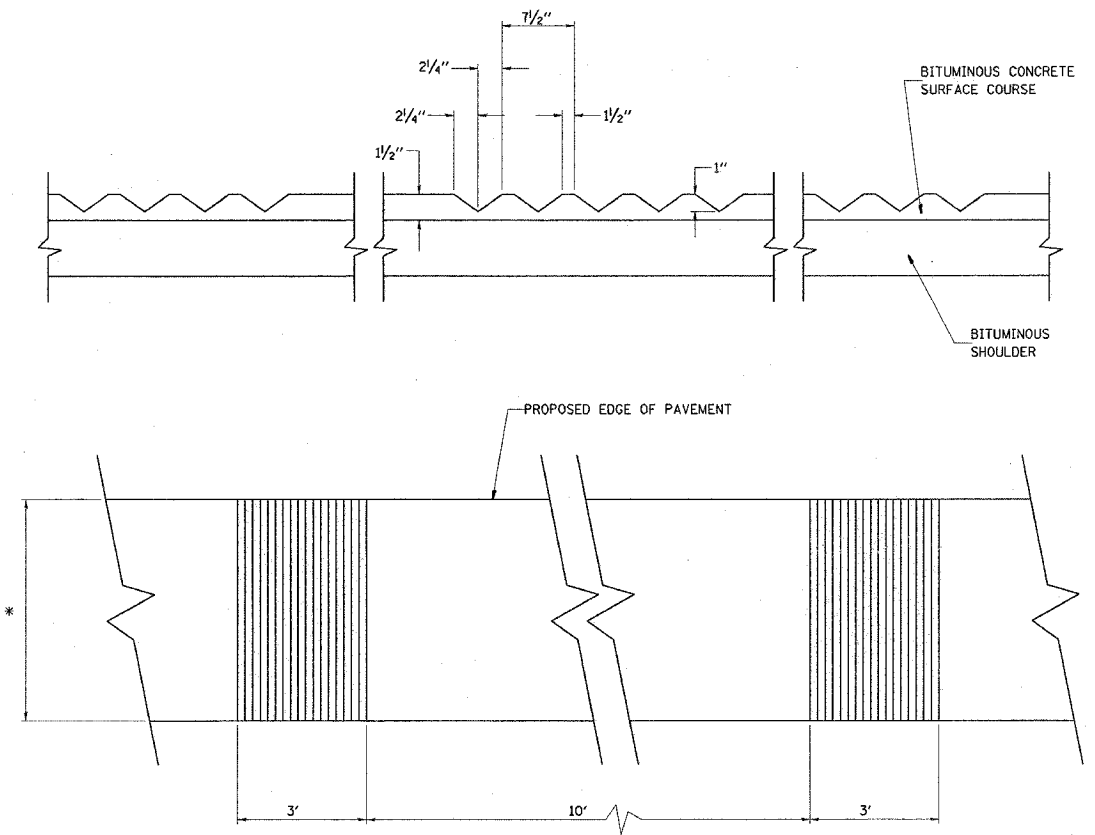 7½"
2¼"
BITUMINOUS CONCRETE
SURFACE COURSE
2¼"
1½"
1½"
1"
BITUMINOUS
SHOULDER
PROPOSED EDGE OF PAVEMENT
*
3'
10'
3'